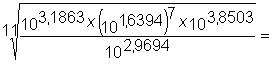 11√(10^3,1863 x (10^1,6394)^7 x 10^3,8503 / 10^2,9694) =